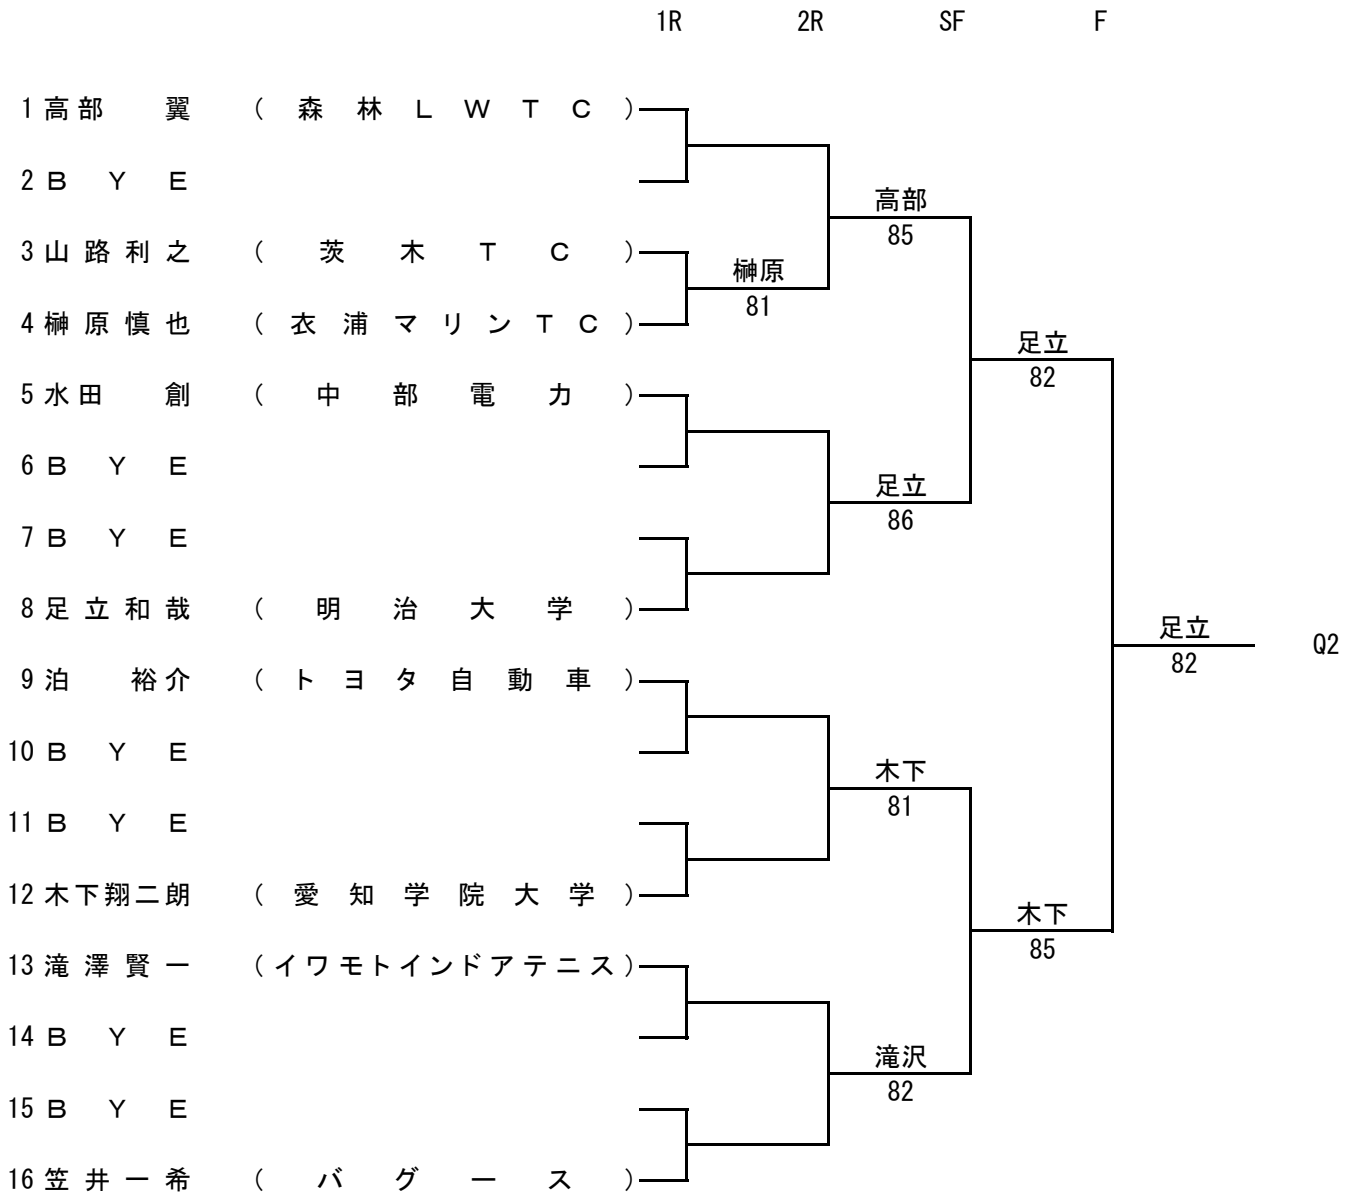 1R 2R SF F
1 高部 翼 ( 森林LWTC )
2 BYE
高部
85
3 山路利之 ( 茨木TC )
榊原
81
4 榊原慎也 ( 衣浦マリンTC )
足立
82
5 水田 創 ( 中部電力 )
6 BYE
足立
86
7 BYE
8 足立和哉 ( 明治大学 )
足立
82
Q2
9 泊 裕介 ( トヨタ自動車 )
10 BYE
木下
81
11 BYE
12 木下翔二朗 ( 愛知学院大学 )
木下
85
13 滝澤賢一 ( イワモトインドアテニス )
14 BYE
滝沢
82
15 BYE
16 笠井一希 ( バグース )